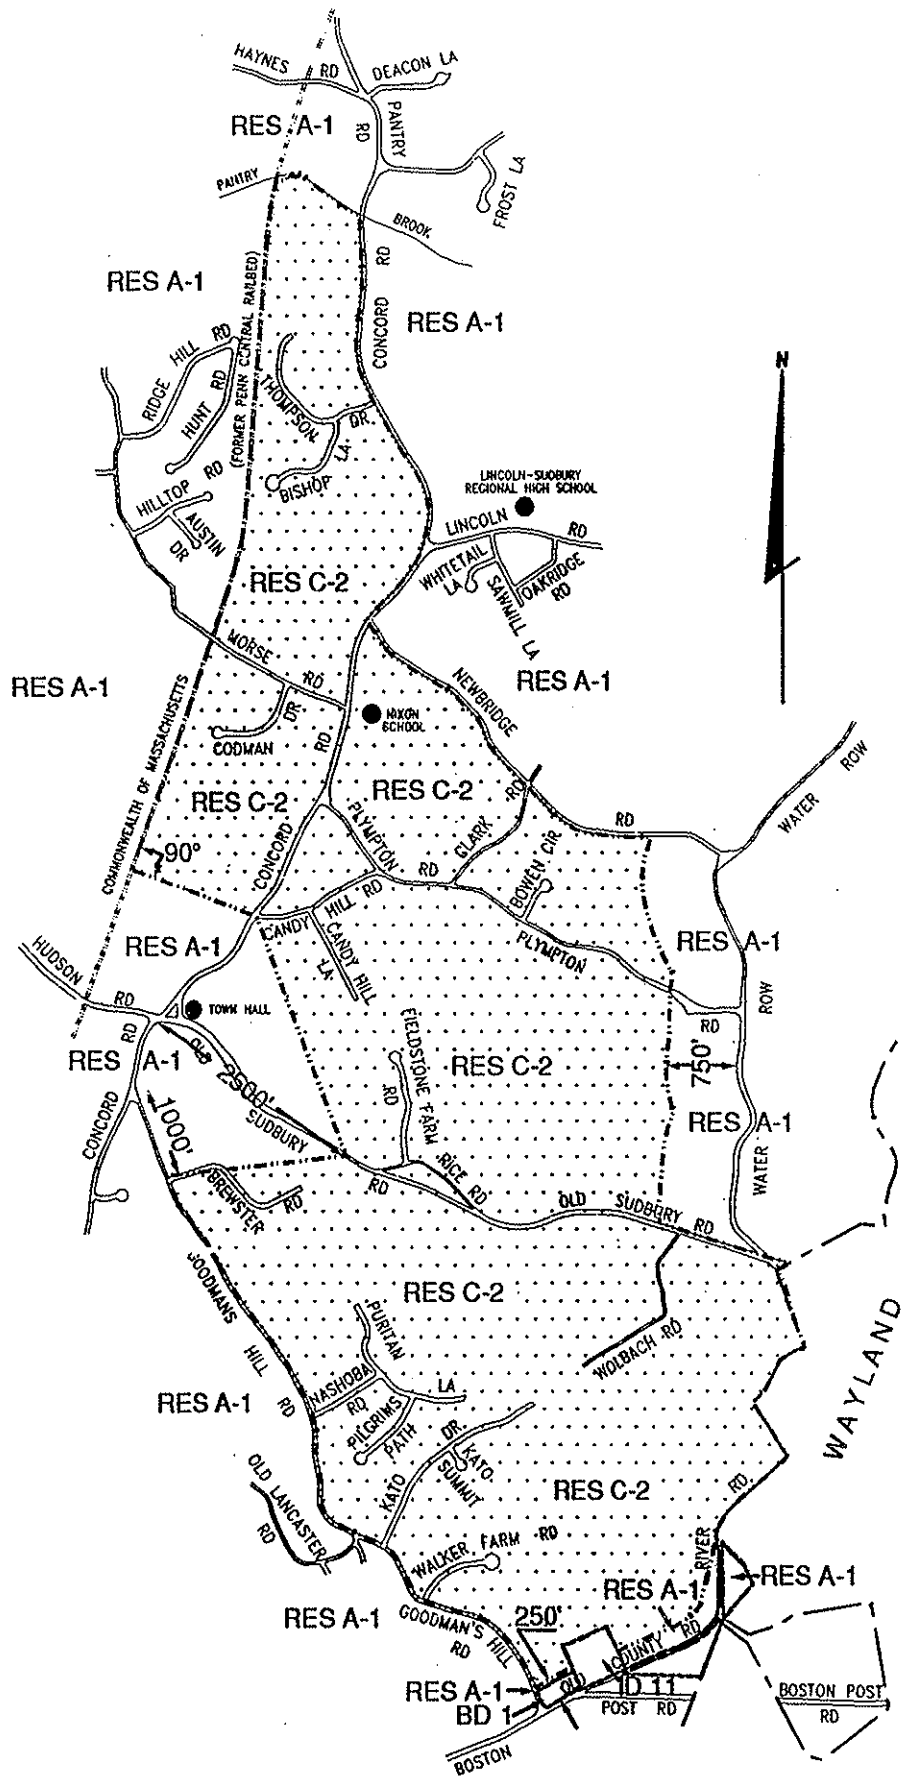 HAYNES RD
DEACON LA
RES A-1
PANTRY RD
FROST LA
PANTRY
BROOK
RES A-1
RD
CONCORD
RES A-1
(FORMER PENN CENTRAL RAILBED)
RIDGE HILL RD
HUNT RD
THOMPSON DR.
LA.
BISHOP
HILLTOP RD
AUSTIN
DR
LINCOLN-SUDBURY
REGIONAL HIGH SCHOOL
LINCOLN RD
N
WHITETAIL
LA
SAWMILL LA
OAKRIDGE
RD
RES C-2
MORSE RD
RES A-1
RES A-1
NEWBRIDGE
COMMONWEALTH OF MASSACHUSETTS
DR.
CODMAN
RD
NIXON
SCHOOL
RES C-2
RES C-2
RD
RD
WATER ROW
CONCORD
PLYMPTON RD
CLARK
BOWEN CIR
90°
CANDY HILL RD
CANDY HILL
LA
PLYMPTON
RES A-1
RES A-1
HUDSON RD
TOWN HALL
RD
ROW
RD
RES A-1
OLD
2500'
SUDBURY
FIELDSTONE FARM
RD
RES C-2
750'
RES A-1
CONCORD
1000'
BREWSTER RD
RD
RICE RD
OLD SUDBURY RD
WATER
GOODMANS
HILL
RD
RES C-2
WOLBACH RD
WAYLAND
PURITAN
LA
NASHOBA
RD
PILGRIMS
PATH
RES A-1
KATO DR.
KATO
SUMMIT
OLD LANCASTER
RD
RES C-2
RD
RIVER
WALKER FARM RD
RES A-1
RES A-1
RES A-1
GOODMAN'S HILL
RD
250'
OLD COUNTY RD
RES A-1
BD 1
ID 11
POST RD
BOSTON
BOSTON POST
RD